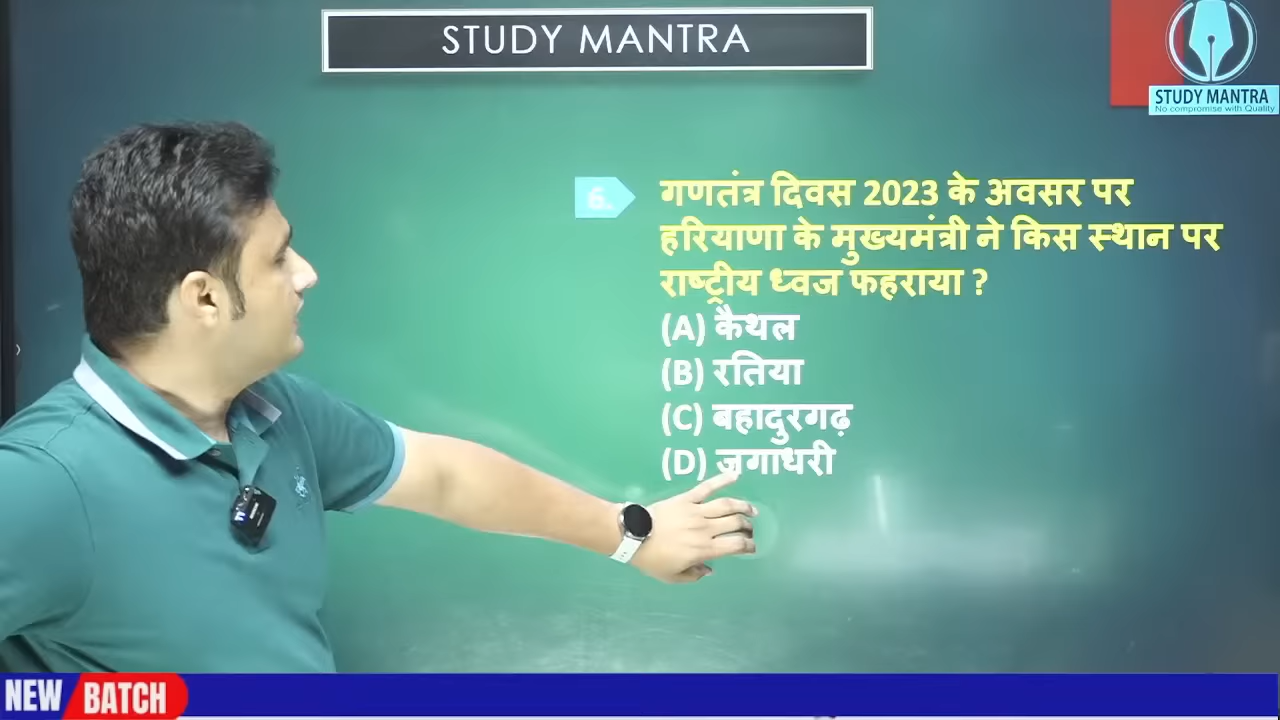 STUDY MANTRA
STUDY MANTRA
No compromise with Quality
6.
गणतंत्र दिवस 2023 के अवसर पर
हरियाणा के मुख्यमंत्री ने किस स्थान पर
राष्ट्रीय ध्वज फहराया ?
(A) कैथल
(B) रतिया
(C) बहादुरगढ़
(D) जगाधरी
NEW BATCH